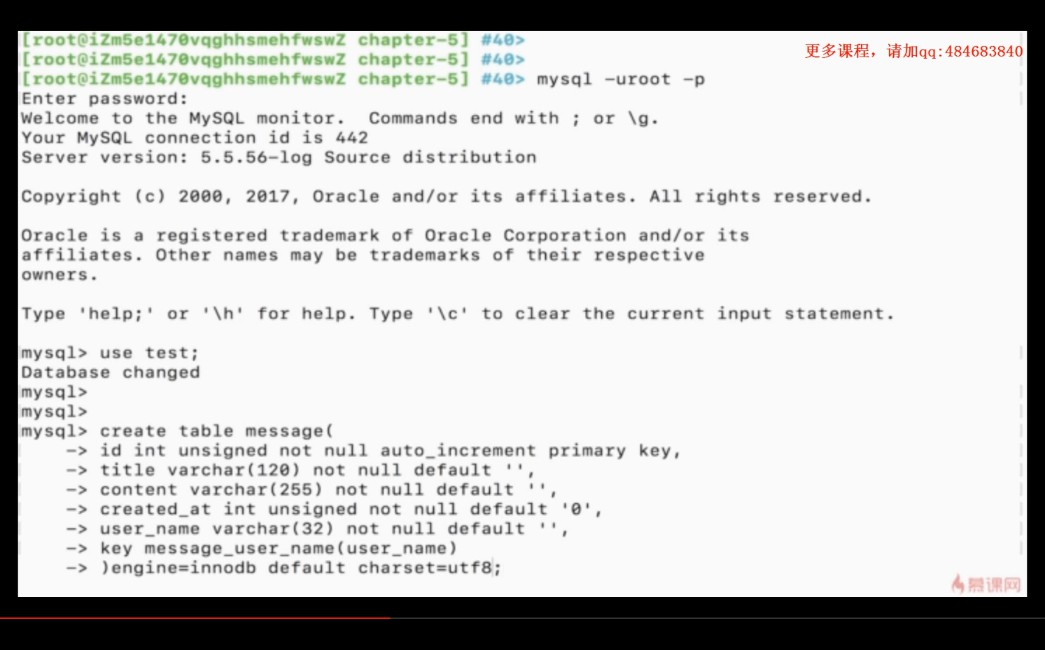 [root@iZm5e1470vqghhsmehfwswZ chapter-5] #40>
更多课程，请加qq:484683840
[root@iZm5e1470vqghhsmehfwswZ chapter-5] #40>
[root@iZm5e1470vqghhsmehfwswZ chapter-5] #40> mysql -uroot -p
Enter password:
Welcome to the MySQL monitor.  Commands end with ; or \g.
Your MySQL connection id is 442
Server version: 5.5.56-log Source distribution
Copyright (c) 2000, 2017, Oracle and/or its affiliates. All rights reserved.
Oracle is a registered trademark of Oracle Corporation and/or its
affiliates. Other names may be trademarks of their respective
owners.
Type 'help;' or '\h' for help. Type '\c' to clear the current input statement.
mysql> use test;
Database changed
mysql>
mysql>
mysql> create table message(
    -> id int unsigned not null auto_increment primary key,
    -> title varchar(120) not null default '',
    -> content varchar(255) not null default '',
    -> created_at int unsigned not null default '0',
    -> user_name varchar(32) not null default '',
    -> key message_user_name(user_name)
    -> )engine=innodb default charset=utf8;
慕课网